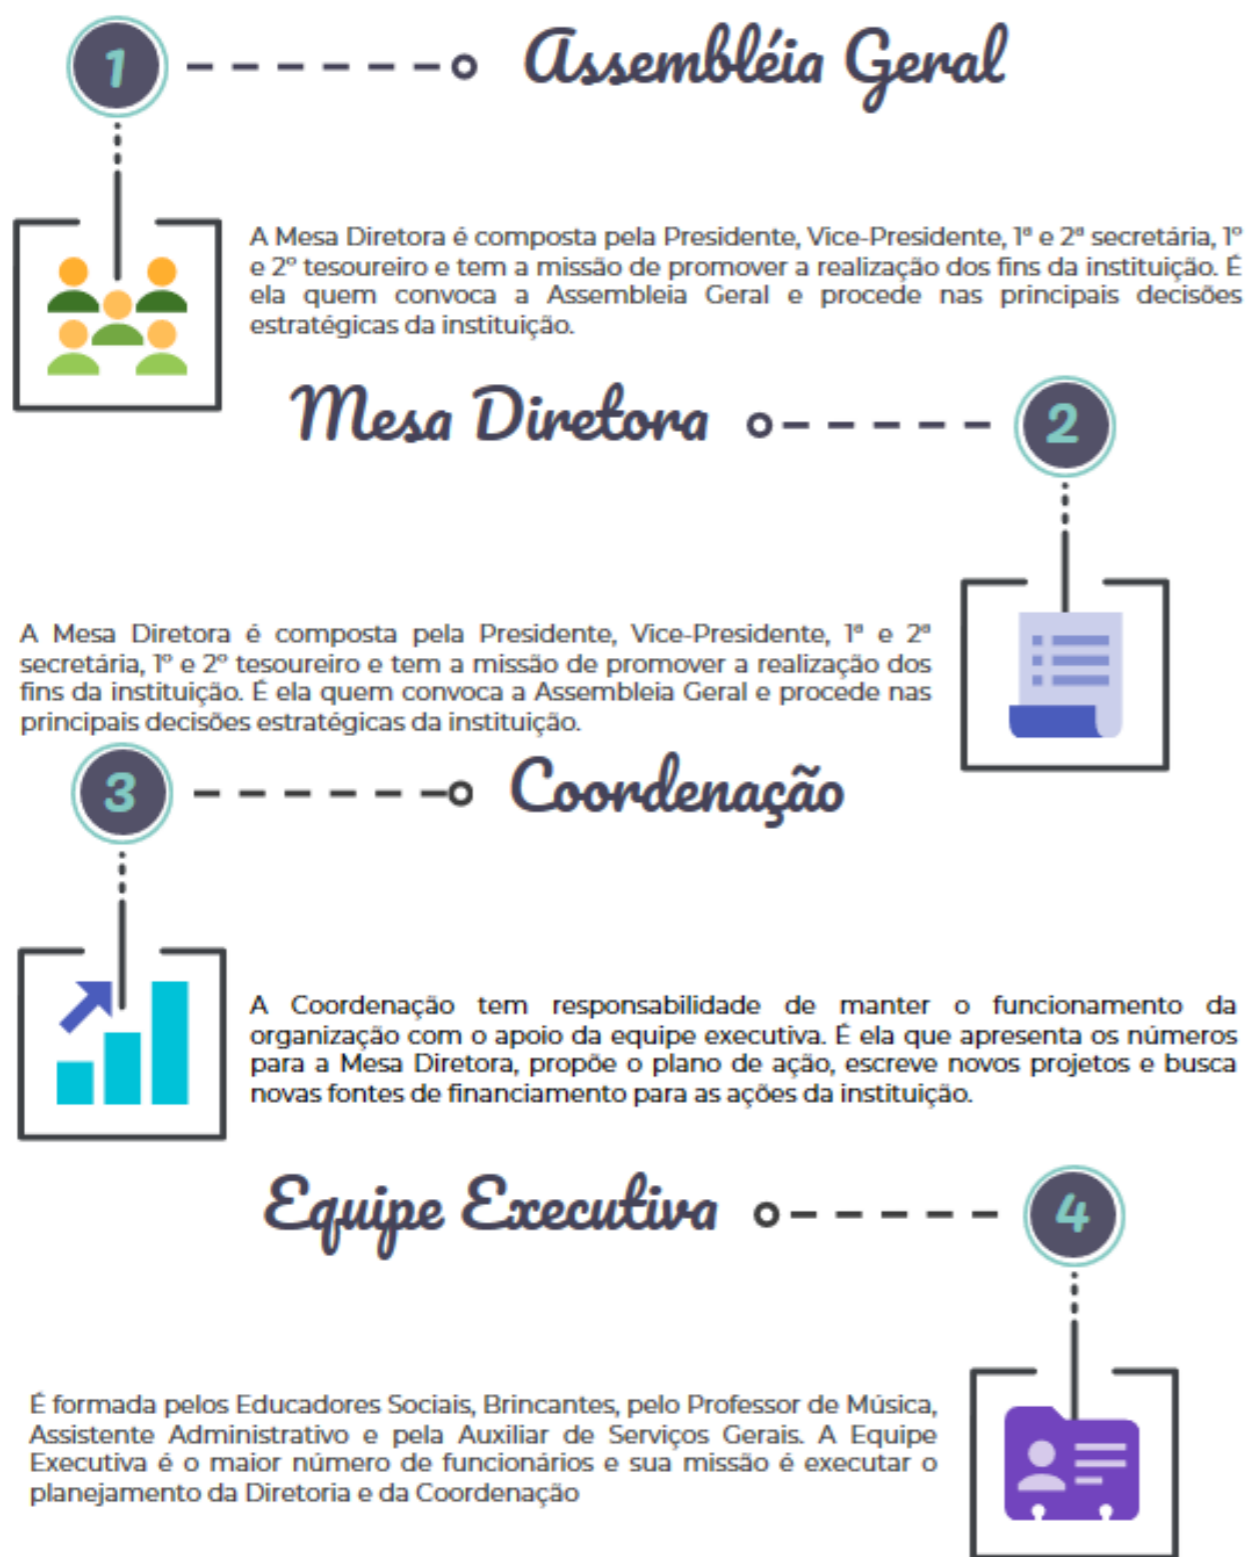 1
Assembléia Geral
A Mesa Diretora é composta pela Presidente, Vice-Presidente, 1ª e 2ª secretária, 1º
e 2º tesoureiro e tem a missão de promover a realização dos fins da instituição. É
ela quem convoca a Assembleia Geral e procede nas principais decisões
estratégicas da instituição.
Mesa Diretora
2
A Mesa Diretora é composta pela Presidente, Vice-Presidente, 1ª e 2ª
secretária, 1º e 2º tesoureiro e tem a missão de promover a realização dos
fins da instituição. É ela quem convoca a Assembleia Geral e procede nas
principais decisões estratégicas da instituição.
3
Coordenação
A Coordenação tem responsabilidade de manter o funcionamento da
organização com o apoio da equipe executiva. É ela que apresenta os números
para a Mesa Diretora, propõe o plano de ação, escreve novos projetos e busca
novas fontes de financiamento para as ações da instituição.
Equipe Executiva
4
É formada pelos Educadores Sociais, Brincantes, pelo Professor de Música,
Assistente Administrativo e pela Auxiliar de Serviços Gerais. A Equipe
Executiva é o maior número de funcionários e sua missão é executar o
planejamento da Diretoria e da Coordenação